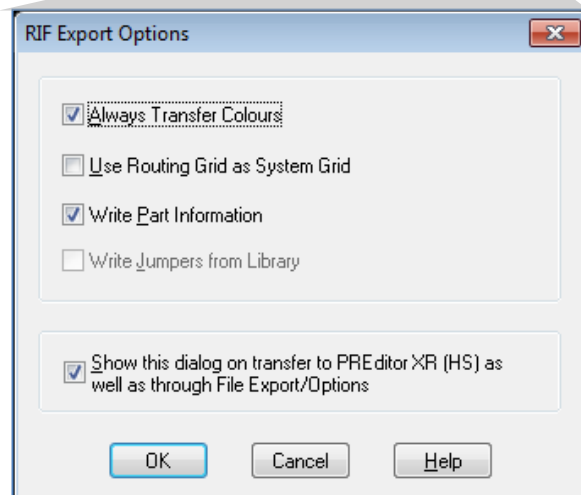 RIF Export Options
Always Transfer Colours
Use Routing Grid as System Grid
Write Part Information
Write Jumpers from Library
Show this dialog on transfer to PREditor XR (HS) as
well as through File Export/Options
OK Cancel Help